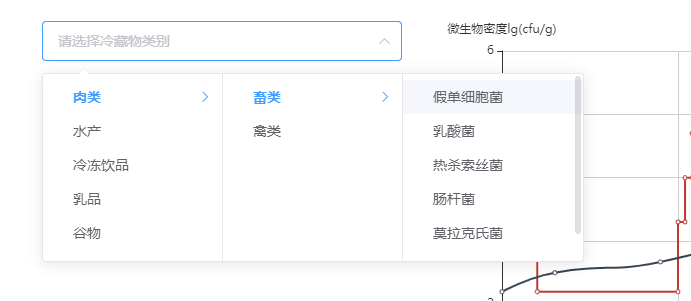 请选择冷藏物类别
微生物密度lg(cfu/g)
6
肉类
水产
冷冻饮品
乳品
谷物
畜类
禽类
假单细胞菌
乳酸菌
热杀索丝菌
肠杆菌
莫拉克氏菌